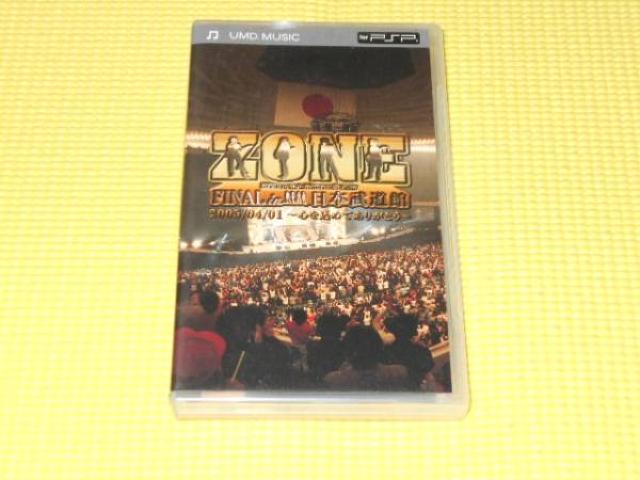 UMD MUSIC
for PSP
ZONE
FINAL in 日本武道館
2005/04/01 ～心を込めてありがとう～